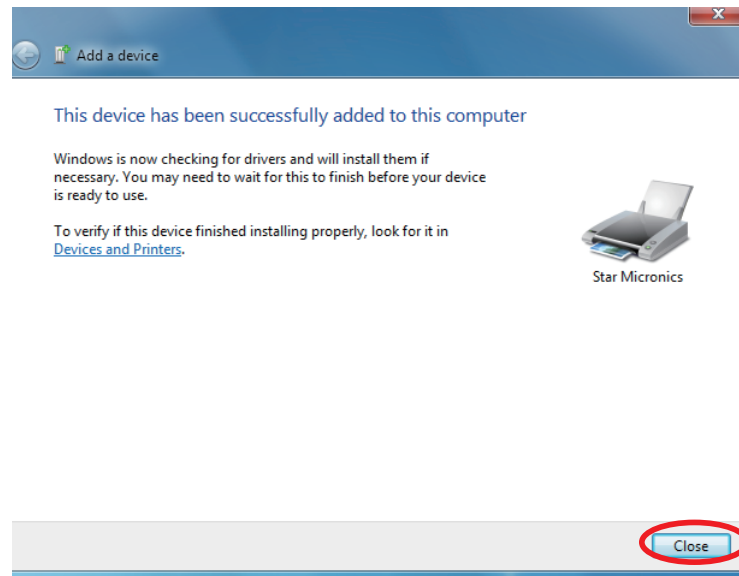 Add a device
This device has been successfully added to this computer
Windows is now checking for drivers and will install them if
necessary. You may need to wait for this to finish before your device
is ready to use.
To verify if this device finished installing properly, look for it in
Devices and Printers.
Star Micronics
Close